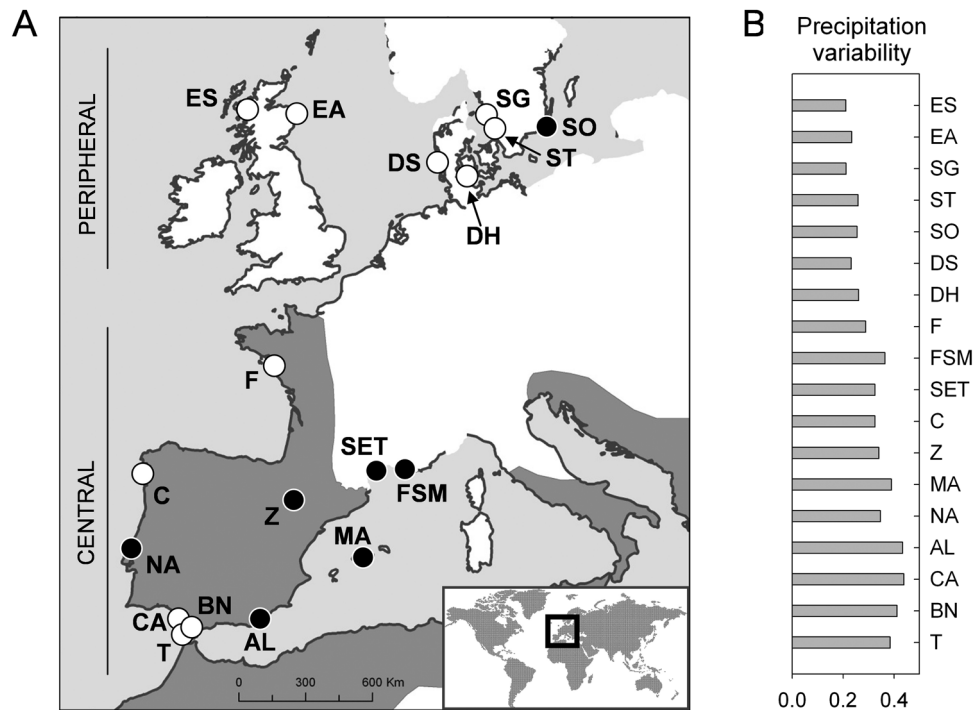 A
PERIPHERAL
CENTRAL
ES
EA
SG
SO
ST
DS
DH
F
C
SET
FSM
Z
MA
NA
BN
CA
AL
T
0 300 600 Km
B
Precipitation
variability
ES
EA
SG
ST
SO
DS
DH
F
FSM
SET
C
Z
MA
NA
AL
CA
BN
T
0.0 0.2 0.4